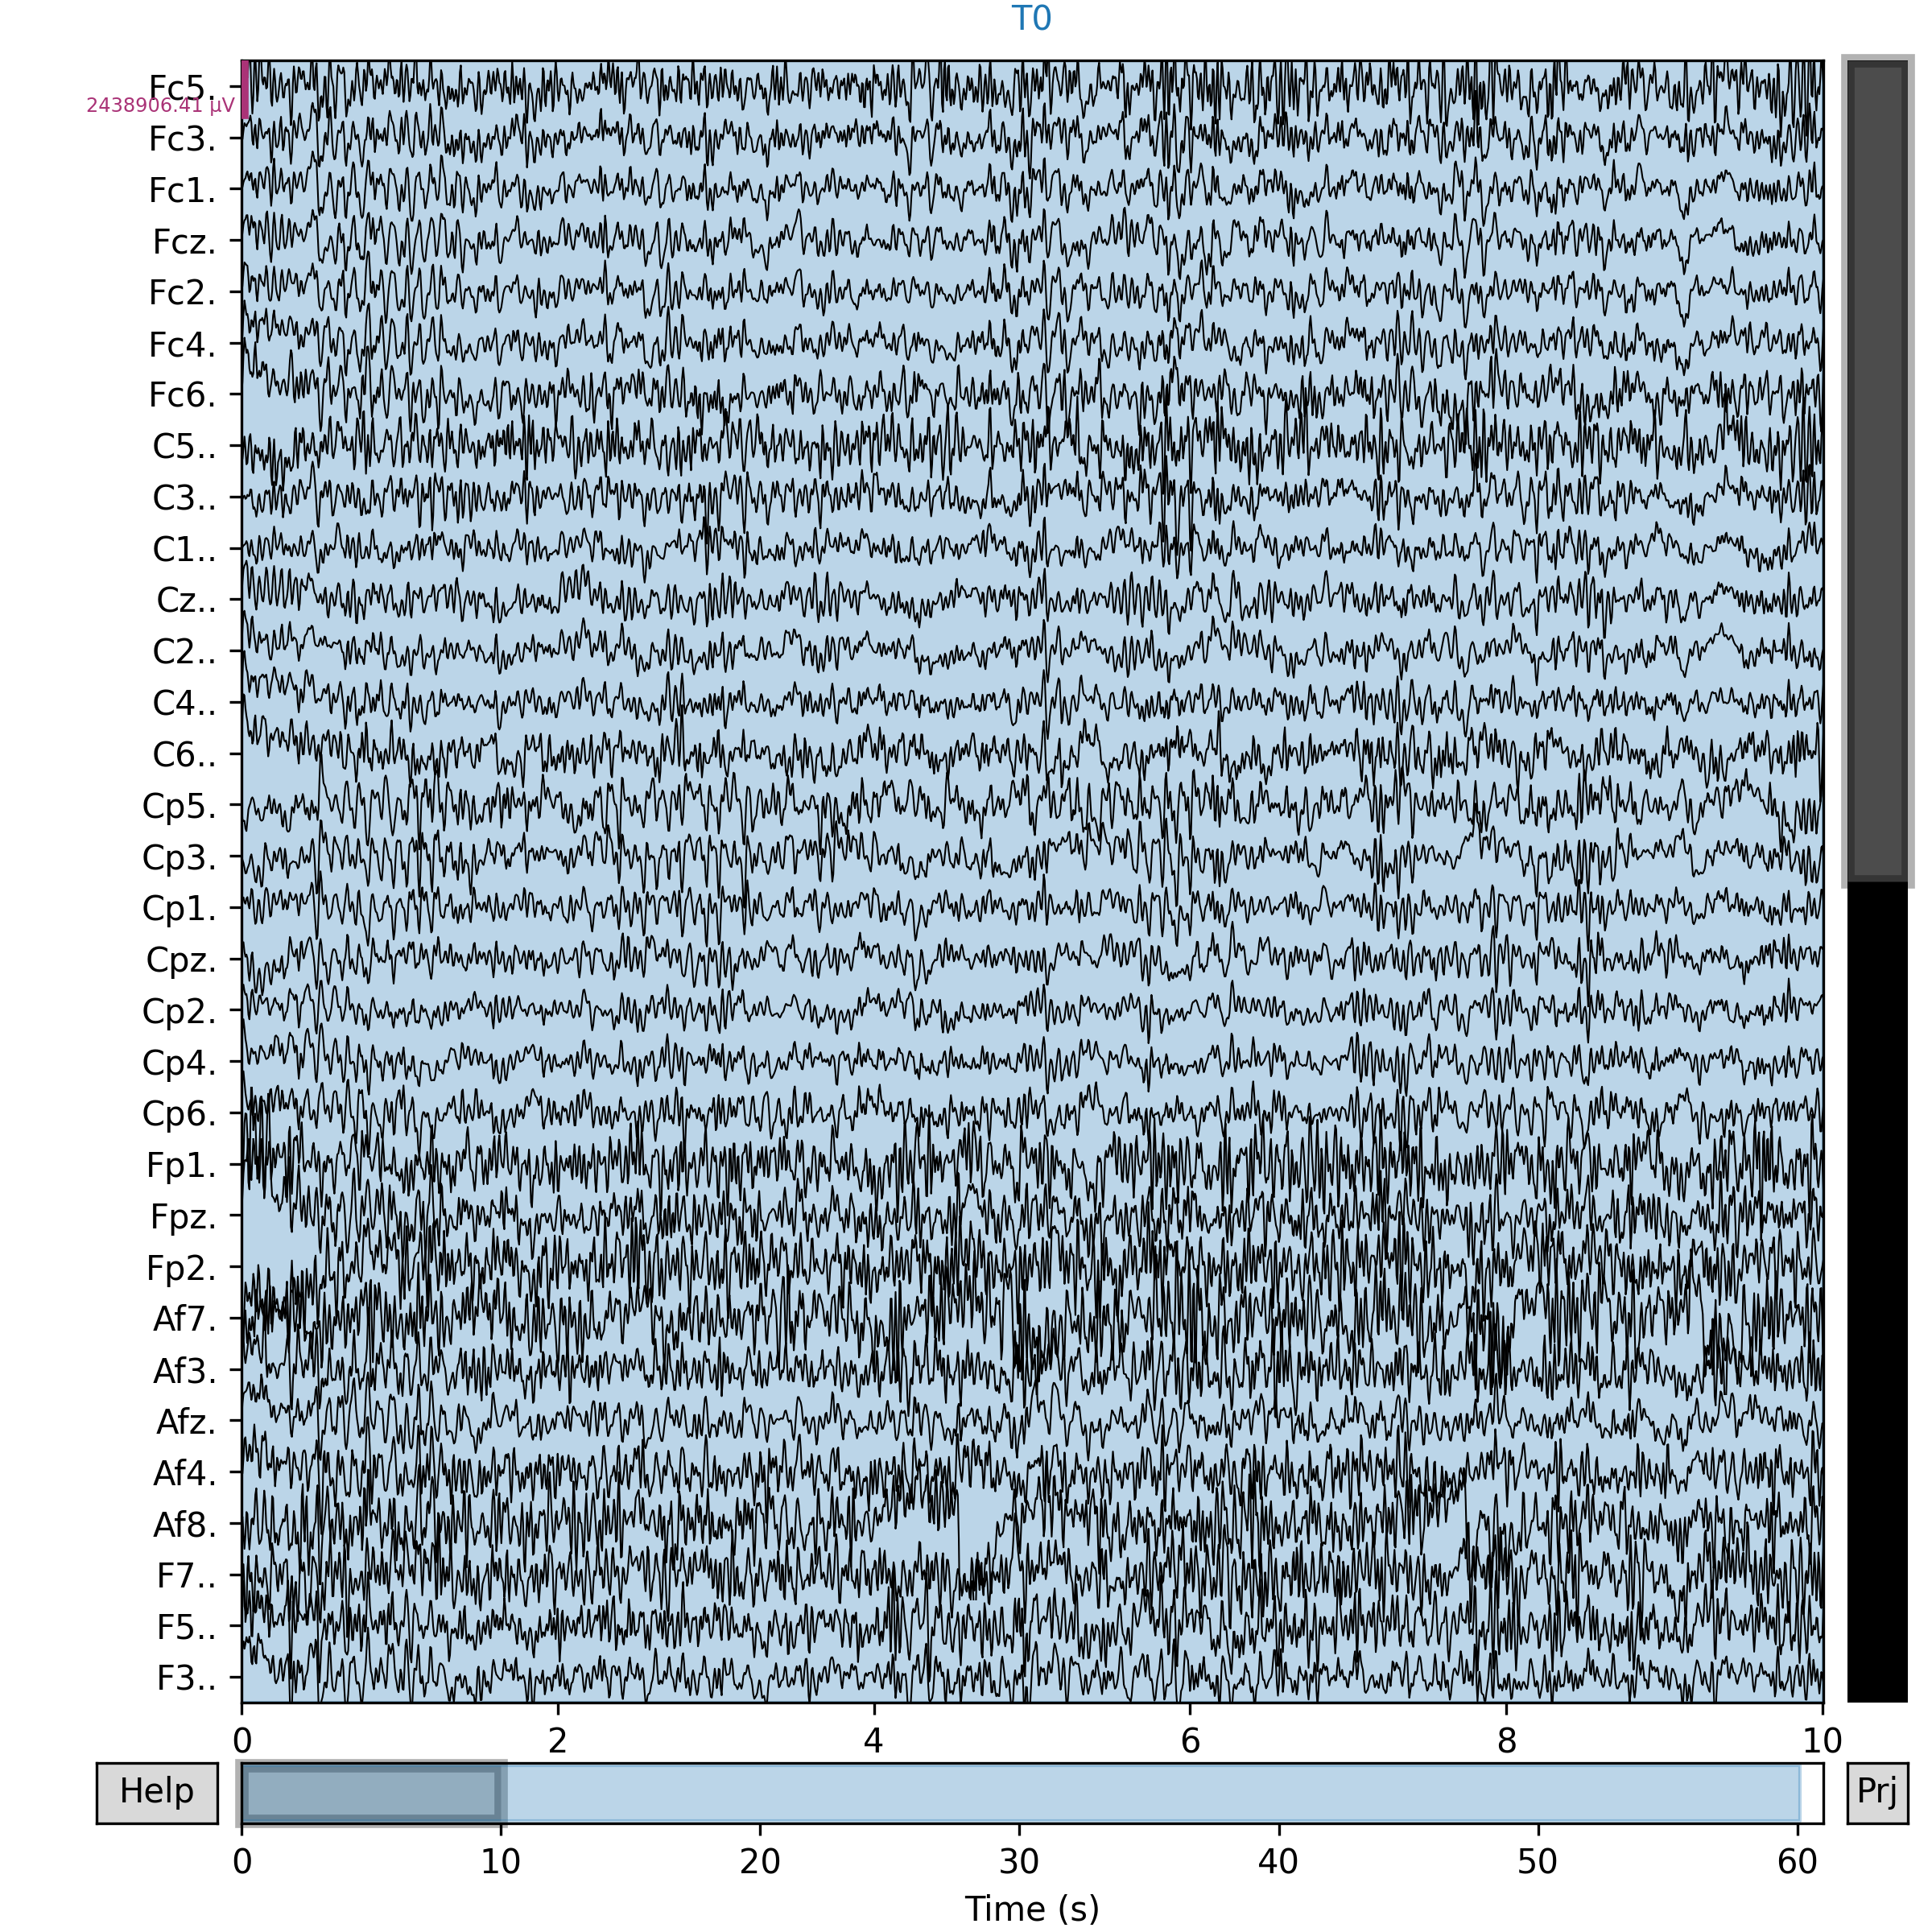 T0
Fc5.
2438906.41 µV
Fc3.
Fc1.
Fcz.
Fc2.
Fc4.
Fc6.
C5..
C3..
C1..
Cz..
C2..
C4..
C6..
Cp5.
Cp3.
Cp1.
Cpz.
Cp2.
Cp4.
Cp6.
Fp1.
Fpz.
Fp2.
Af7.
Af3.
Afz.
Af4.
Af8.
F7..
F5..
F3..
0 2 4 6 8 10
Help Prj
0 10 20 30 40 50 60
Time (s)